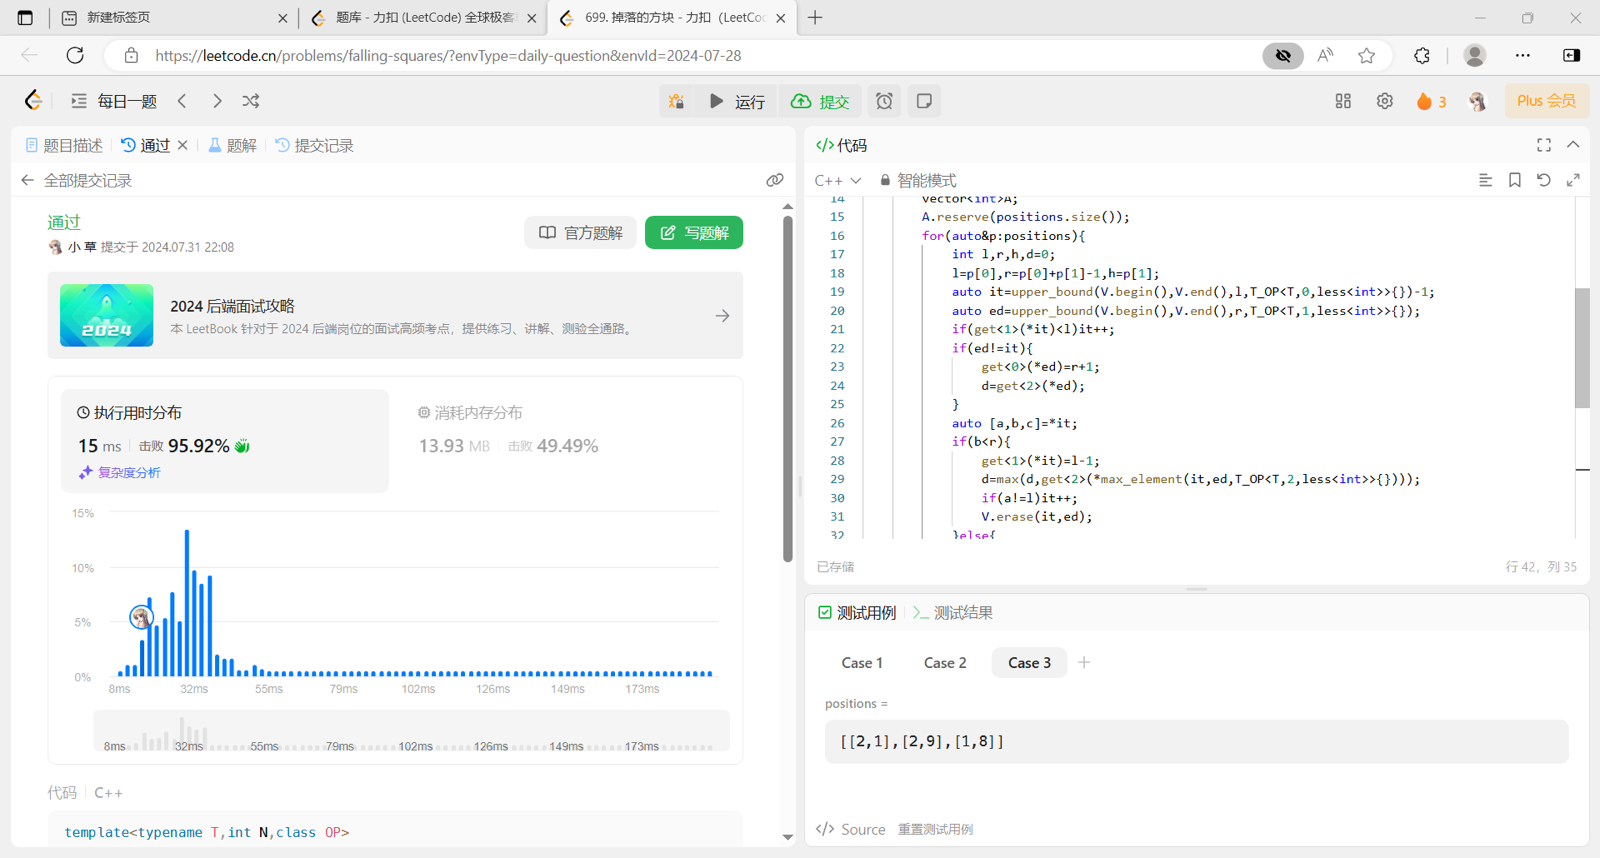 新建标签页
题库 - 力扣 (LeetCode) 全球极客
699. 掉落的方块 - 力扣（LeetCo
https://leetcode.cn/problems/falling-squares/?envType=daily-question&envId=2024-07-28
每日一题
运行
提交
3
Plus 会员
题目描述
通过
题解
提交记录
全部提交记录
通过
小 草 提交于 2024.07.31 22:08
官方题解
写题解
2024
2024 后端面试攻略
本 LeetBook 针对于 2024 后端岗位的面试高频考点，提供练习、讲解、测验全通路。
执行用时分布
15 ms
击败 95.92%
复杂度分析
消耗内存分布
13.93 MB
击败 49.49%
15%
10%
5%
0%
8ms 32ms 55ms 79ms 102ms 126ms 149ms 173ms
8ms 32ms 55ms 79ms 102ms 126ms 149ms 173ms
代码
C++
template<typename T,int N,class OP>
代码
C++
智能模式
14 vector<int>A;
15 A.reserve(positions.size());
16 for(auto&p:positions){
17 int l,r,h,d=0;
18 l=p[0],r=p[0]+p[1]-1,h=p[1];
19 auto it=upper_bound(V.begin(),V.end(),l,T_OP<T,0,less<int>>{})-1;
20 auto ed=upper_bound(V.begin(),V.end(),r,T_OP<T,1,less<int>>{});
21 if(get<1>(*it)<l)it++;
22 if(ed!=it){
23 get<0>(*ed)=r+1;
24 d=get<2>(*ed);
25 }
26 auto [a,b,c]=*it;
27 if(b<r){
28 get<1>(*it)=l-1;
29 d=max(d,get<2>(*max_element(it,ed,T_OP<T,2,less<int>>{})));
30 if(a!=l)it++;
31 V.erase(it,ed);
32 }else{
已存储
行 42，列 35
测试用例
测试结果
Case 1
Case 2
Case 3
positions =
[[2,1],[2,9],[1,8]]
Source
重置测试用例